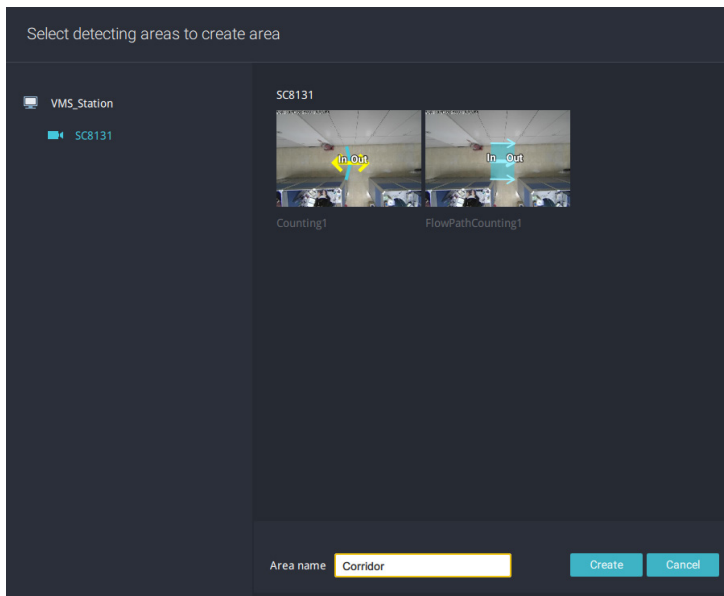 Select detecting areas to create area
VMS_Station
SC8131
SC8131
In Out
In Out
Counting1
FlowPathCounting1
Area name
Corridor
Create
Cancel